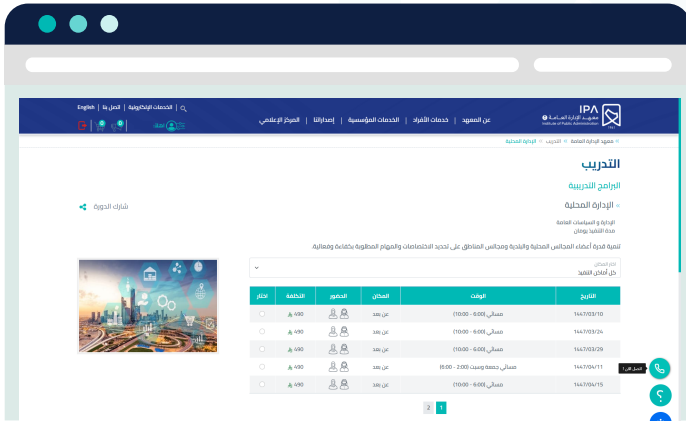 English | اتصل بنا | الخدمات الإلكترونية
IPA
معهد الإدارة العامة
Institute of Public Administration
عن المعهد | خدمات الأفراد | الخدمات المؤسسية | إصداراتنا | المركز الإعلامي
0
0
» معهد الإدارة العامة » التدريب » الإدارة المحلية
التدريب
البرامج التدريبية
» الإدارة المحلية
شارك الدورة
الإدارة و السياسات العامة
مدة التنفيذ يومان
تنمية قدرة أعضاء المجالس المحلية والبلدية ومجالس المناطق على تحديد الاختصاصات والمهام المطلوبة بكفاءة وفعالية.
اختر المكان
كل أماكن التنفيذ
التاريخ الوقت المكان الحضور التكلفة اختار
1447/03/10 مسائي (6:00 - 10:00) عن بعد 490
1447/03/24 مسائي (6:00 - 10:00) عن بعد 490
1447/03/29 مسائي (6:00 - 10:00) عن بعد 490
1447/04/11 مسائي جمعة وسبت (2:00 - 6:00) عن بعد 490
1447/04/15 مسائي (6:00 - 10:00) عن بعد 490
1 2
اتصل الآن !
؟